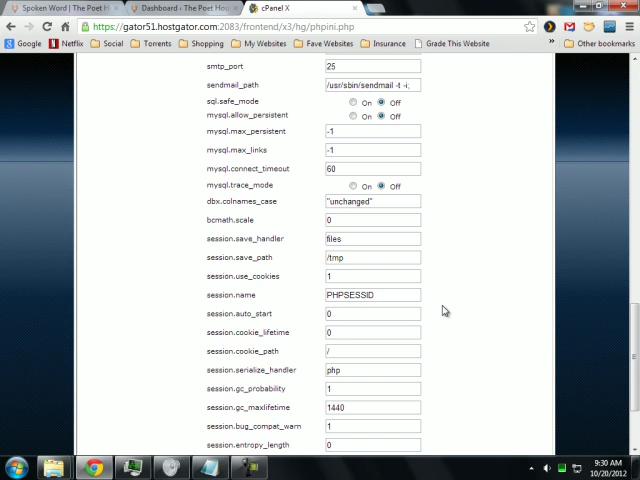 Spoken Word | The Poet H
Dashboard ‹ The Poet Hou
cPanel X
https://gator51.hostgator.com:2083/frontend/x3/hg/phpini.php
Google
Netflix
Social
Torrents
Shopping
My Websites
Fave Websites
Insurance
Grade This Website
Other bookmarks
smtp_port 25
sendmail_path /usr/sbin/sendmail -t -i;
sql.safe_mode On Off
mysql.allow_persistent On Off
mysql.max_persistent -1
mysql.max_links -1
mysql.connect_timeout 60
mysql.trace_mode On Off
dbx.colnames_case "unchanged"
bcmath.scale 0
session.save_handler files
session.save_path /tmp
session.use_cookies 1
session.name PHPSESSID
session.auto_start 0
session.cookie_lifetime 0
session.cookie_path /
session.serialize_handler php
session.gc_probability 1
session.gc_maxlifetime 1440
session.bug_compat_warn 1
session.entropy_length 0
9:30 AM
10/20/2012